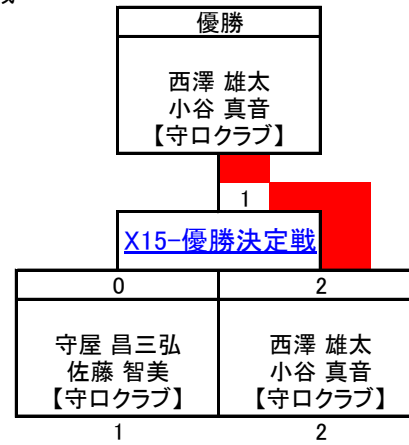 優勝
西澤 雄太
小谷 真音
【守口クラブ】
1
X15-優勝決定戦
0 2
守屋 昌三弘 西澤 雄太
佐藤 智美 小谷 真音
【守口クラブ】 【守口クラブ】
1 2